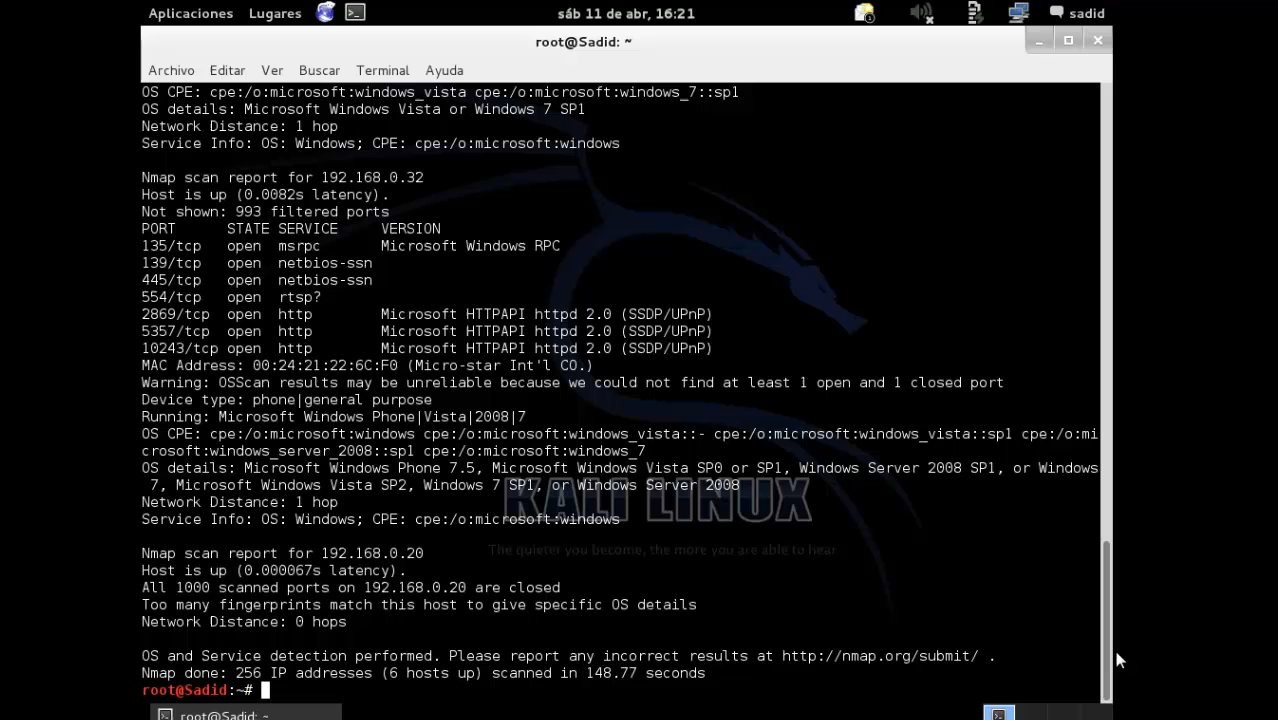 Aplicaciones Lugares sáb 11 de abr, 16:21 sadid
root@Sadid: ~
Archivo Editar Ver Buscar Terminal Ayuda
OS CPE: cpe:/o:microsoft:windows_vista cpe:/o:microsoft:windows_7::sp1
OS details: Microsoft Windows Vista or Windows 7 SP1
Network Distance: 1 hop
Service Info: OS: Windows; CPE: cpe:/o:microsoft:windows
Nmap scan report for 192.168.0.32
Host is up (0.0082s latency).
Not shown: 993 filtered ports
PORT STATE SERVICE VERSION
135/tcp open msrpc Microsoft Windows RPC
139/tcp open netbios-ssn
445/tcp open netbios-ssn
554/tcp open rtsp?
2869/tcp open http Microsoft HTTPAPI httpd 2.0 (SSDP/UPnP)
5357/tcp open http Microsoft HTTPAPI httpd 2.0 (SSDP/UPnP)
10243/tcp open http Microsoft HTTPAPI httpd 2.0 (SSDP/UPnP)
MAC Address: 00:24:21:22:6C:F0 (Micro-star Int'l CO.)
Warning: OSScan results may be unreliable because we could not find at least 1 open and 1 closed port
Device type: phone|general purpose
Running: Microsoft Windows Phone|Vista|2008|7
OS CPE: cpe:/o:microsoft:windows cpe:/o:microsoft:windows_vista::- cpe:/o:microsoft:windows_vista::sp1 cpe:/o:mi
crosoft:windows_server_2008::sp1 cpe:/o:microsoft:windows_7
OS details: Microsoft Windows Phone 7.5, Microsoft Windows Vista SP0 or SP1, Windows Server 2008 SP1, or Windows
7, Microsoft Windows Vista SP2, Windows 7 SP1, or Windows Server 2008
Network Distance: 1 hop
KALI LINUX
Service Info: OS: Windows; CPE: cpe:/o:microsoft:windows
The quieter you become, the more you are able to hear
Nmap scan report for 192.168.0.20
Host is up (0.000067s latency).
All 1000 scanned ports on 192.168.0.20 are closed
Too many fingerprints match this host to give specific OS details
Network Distance: 0 hops
OS and Service detection performed. Please report any incorrect results at http://nmap.org/submit/ .
Nmap done: 256 IP addresses (6 hosts up) scanned in 148.77 seconds
root@Sadid:~#
root@Sadid: ~